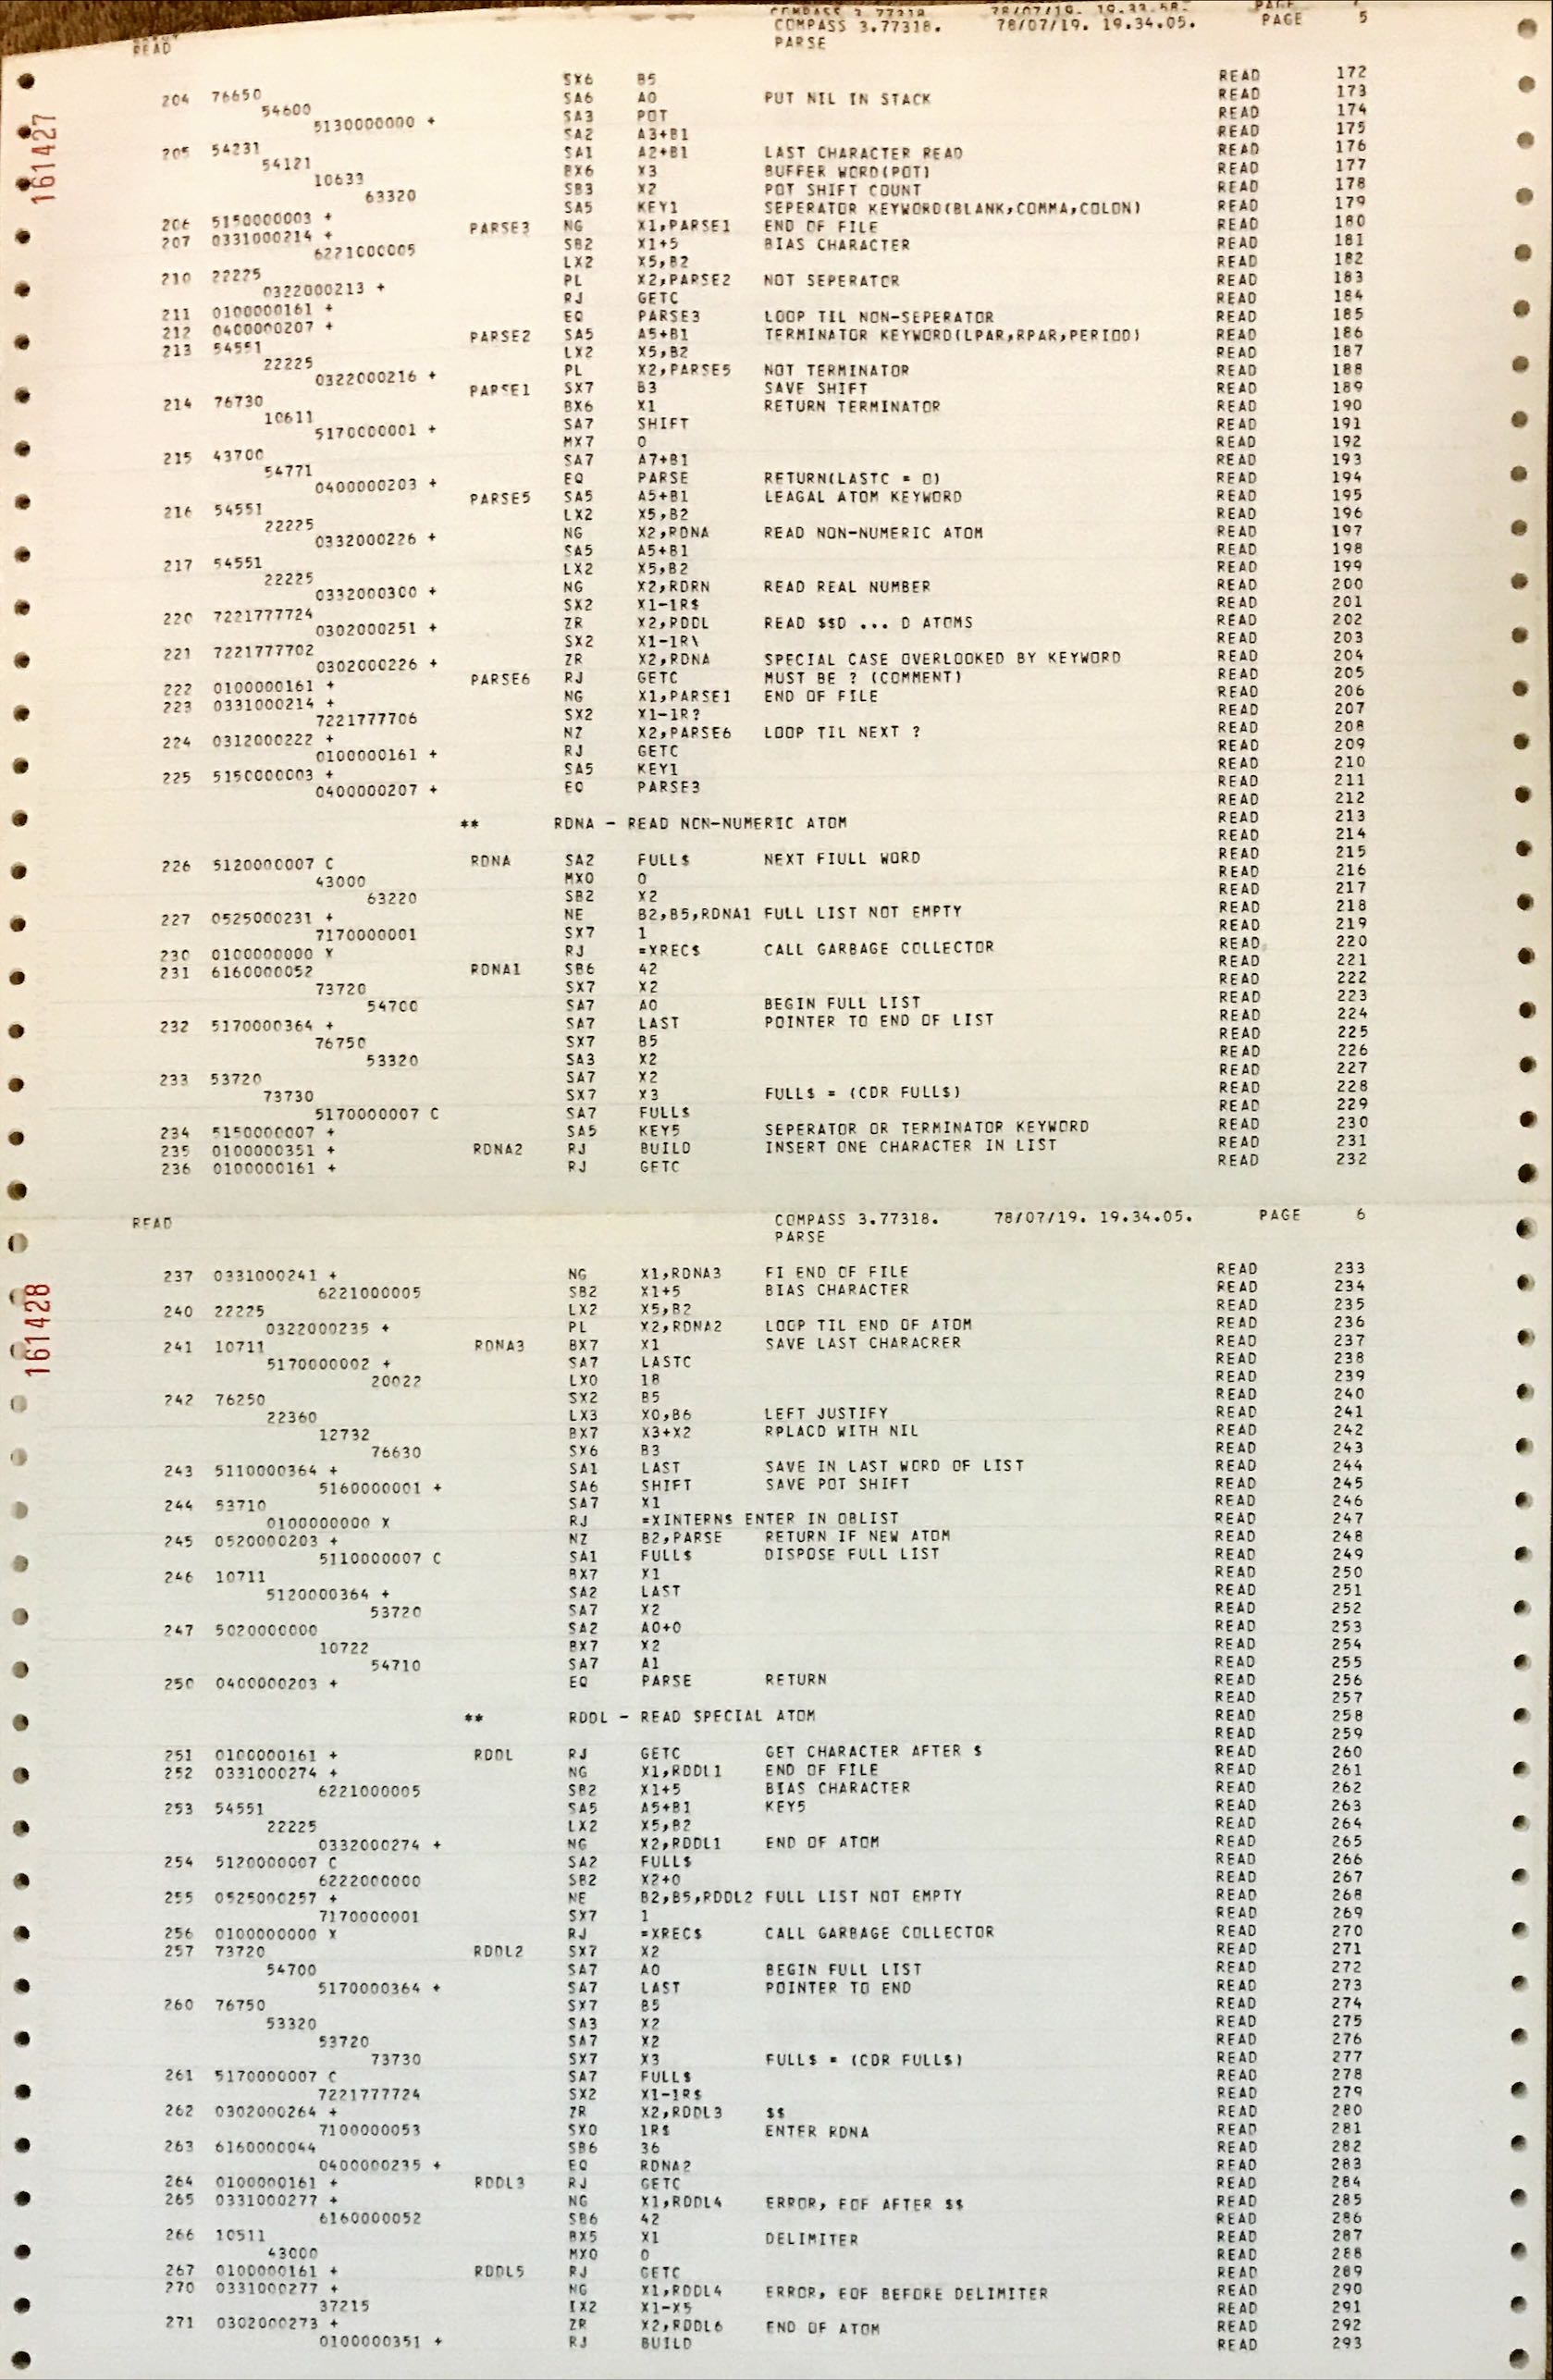 COMPASS 3.77318. 78/07/19. 19.33.58. PAGE
READ COMPASS 3.77318. 78/07/19. 19.34.05. PAGE 5
PARSE
161427
204 76650 SX6 B5 READ 172
54600 SA6 A0 PUT NIL IN STACK READ 173
5130000000 + SA3 POT READ 174
205 54231 SA2 A3+B1 READ 175
54121 SA1 A2+B1 LAST CHARACTER READ READ 176
10633 BX6 X3 BUFFER WORD(POT) READ 177
63320 SB3 X2 POT SHIFT COUNT READ 178
206 5150000003 + SA5 KEY1 SEPERATOR KEYWORD(BLANK,COMMA,COLON) READ 179
207 0331000214 + PARSE3 NG X1,PARSE1 END OF FILE READ 180
6221000005 SB2 X1+5 BIAS CHARACTER READ 181
210 22225 LX2 X5,B2 READ 182
0322000213 + PL X2,PARSE2 NOT SEPERATOR READ 183
211 0100000161 + RJ GETC READ 184
212 0400000207 + EQ PARSE3 LOOP TIL NON-SEPERATOR READ 185
213 54551 PARSE2 SA5 A5+B1 TERMINATOR KEYWORD(LPAR,RPAR,PERIOD) READ 186
22225 LX2 X5,B2 READ 187
0322000216 + PL X2,PARSE5 NOT TERMINATOR READ 188
214 76730 PARSE1 SX7 B3 SAVE SHIFT READ 189
10611 BX6 X1 RETURN TERMINATOR READ 190
5170000001 + SA7 SHIFT READ 191
215 43700 MX7 0 READ 192
54771 SA7 A7+B1 READ 193
0400000203 + EQ PARSE RETURN(LASTC = 0) READ 194
216 54551 PARSE5 SA5 A5+B1 LEAGAL ATOM KEYWORD READ 195
22225 LX2 X5,B2 READ 196
0332000226 + NG X2,RDNA READ NON-NUMERIC ATOM READ 197
217 54551 SA5 A5+B1 READ 198
22225 LX2 X5,B2 READ 199
0332000300 + NG X2,RDRN READ REAL NUMBER READ 200
220 7221777724 SX2 X1-1R$ READ 201
0302000251 + ZR X2,RDDL READ $$D ... D ATOMS READ 202
221 7221777702 SX2 X1-1R\ READ 203
0302000226 + ZR X2,RDNA SPECIAL CASE OVERLOOKED BY KEYWORD READ 204
222 0100000161 + PARSE6 RJ GETC MUST BE ? (COMMENT) READ 205
223 0331000214 + NG X1,PARSE1 END OF FILE READ 206
7221777706 SX2 X1-1R? READ 207
224 0312000222 + NZ X2,PARSE6 LOOP TIL NEXT ? READ 208
0100000161 + RJ GETC READ 209
225 5150000003 + SA5 KEY1 READ 210
0400000207 + EQ PARSE3 READ 211
READ 212
** RDNA - READ NON-NUMERIC ATOM READ 213
READ 214
226 5120000007 C RDNA SA2 FULL$ NEXT FIULL WORD READ 215
43000 MX0 0 READ 216
63220 SB2 X2 READ 217
227 0525000231 + NE B2,B5,RDNA1 FULL LIST NOT EMPTY READ 218
7170000001 SX7 1 READ 219
230 0100000000 X RJ =XREC$ CALL GARBAGE COLLECTOR READ 220
231 6160000052 RDNA1 SB6 42 READ 221
73720 SX7 X2 READ 222
54700 SA7 A0 BEGIN FULL LIST READ 223
232 5170000364 + SA7 LAST POINTER TO END OF LIST READ 224
76750 SX7 B5 READ 225
53320 SA3 X2 READ 226
233 53720 SA7 X2 READ 227
73730 SX7 X3 FULL$ = (CDR FULL$) READ 228
5170000007 C SA7 FULL$ READ 229
234 5150000007 + SA5 KEY5 SEPERATOR OR TERMINATOR KEYWORD READ 230
235 0100000351 + RDNA2 RJ BUILD INSERT ONE CHARACTER IN LIST READ 231
236 0100000161 + RJ GETC READ 232
READ COMPASS 3.77318. 78/07/19. 19.34.05. PAGE 6
PARSE
161428
237 0331000241 + NG X1,RDNA3 FI END OF FILE READ 233
6221000005 SB2 X1+5 BIAS CHARACTER READ 234
240 22225 LX2 X5,B2 READ 235
0322000235 + PL X2,RDNA2 LOOP TIL END OF ATOM READ 236
241 10711 RDNA3 BX7 X1 SAVE LAST CHARACRER READ 237
5170000002 + SA7 LASTC READ 238
20022 LX0 18 READ 239
242 76250 SX2 B5 READ 240
22360 LX3 X0,B6 LEFT JUSTIFY READ 241
12732 BX7 X3+X2 RPLACD WITH NIL READ 242
76630 SX6 B3 READ 243
243 5110000364 + SA1 LAST SAVE IN LAST WORD OF LIST READ 244
5160000001 + SA6 SHIFT SAVE POT SHIFT READ 245
244 53710 SA7 X1 READ 246
0100000000 X RJ =XINTERN$ ENTER IN OBLIST READ 247
245 0520000203 + NZ B2,PARSE RETURN IF NEW ATOM READ 248
5110000007 C SA1 FULL$ DISPOSE FULL LIST READ 249
246 10711 BX7 X1 READ 250
5120000364 + SA2 LAST READ 251
53720 SA7 X2 READ 252
247 5020000000 SA2 A0+0 READ 253
10722 BX7 X2 READ 254
54710 SA7 A1 READ 255
250 0400000203 + EQ PARSE RETURN READ 256
READ 257
** RDDL - READ SPECIAL ATOM READ 258
READ 259
251 0100000161 + RDDL RJ GETC GET CHARACTER AFTER $ READ 260
252 0331000274 + NG X1,RDDL1 END OF FILE READ 261
6221000005 SB2 X1+5 BIAS CHARACTER READ 262
253 54551 SA5 A5+B1 KEY5 READ 263
22225 LX2 X5,B2 READ 264
0332000274 + NG X2,RDDL1 END OF ATOM READ 265
254 5120000007 C SA2 FULL$ READ 266
6222000000 SB2 X2+0 READ 267
255 0525000257 + NE B2,B5,RDDL2 FULL LIST NOT EMPTY READ 268
7170000001 SX7 1 READ 269
256 0100000000 X RJ =XREC$ CALL GARBAGE COLLECTOR READ 270
257 73720 RDDL2 SX7 X2 READ 271
54700 SA7 A0 BEGIN FULL LIST READ 272
5170000364 + SA7 LAST POINTER TO END READ 273
260 76750 SX7 B5 READ 274
53320 SA3 X2 READ 275
53720 SA7 X2 READ 276
73730 SX7 X3 FULL$ = (CDR FULL$) READ 277
261 5170000007 C SA7 FULL$ READ 278
7221777724 SX2 X1-1R$ READ 279
262 0302000264 + ZR X2,RDDL3 $$ READ 280
7100000053 SX0 1R$ ENTER RDNA READ 281
263 6160000044 SB6 36 READ 282
0400000235 + EQ RDNA2 READ 283
264 0100000161 + RDDL3 RJ GETC READ 284
265 0331000277 + NG X1,RDDL4 ERROR, EOF AFTER $$ READ 285
6160000052 SB6 42 READ 286
266 10511 BX5 X1 DELIMITER READ 287
43000 MX0 0 READ 288
267 0100000161 + RDDL5 RJ GETC READ 289
270 0331000277 + NG X1,RDDL4 ERROR, EOF BEFORE DELIMITER READ 290
37215 IX2 X1-X5 READ 291
271 0302000273 + ZR X2,RDDL6 END OF ATOM READ 292
0100000351 + RJ BUILD READ 293